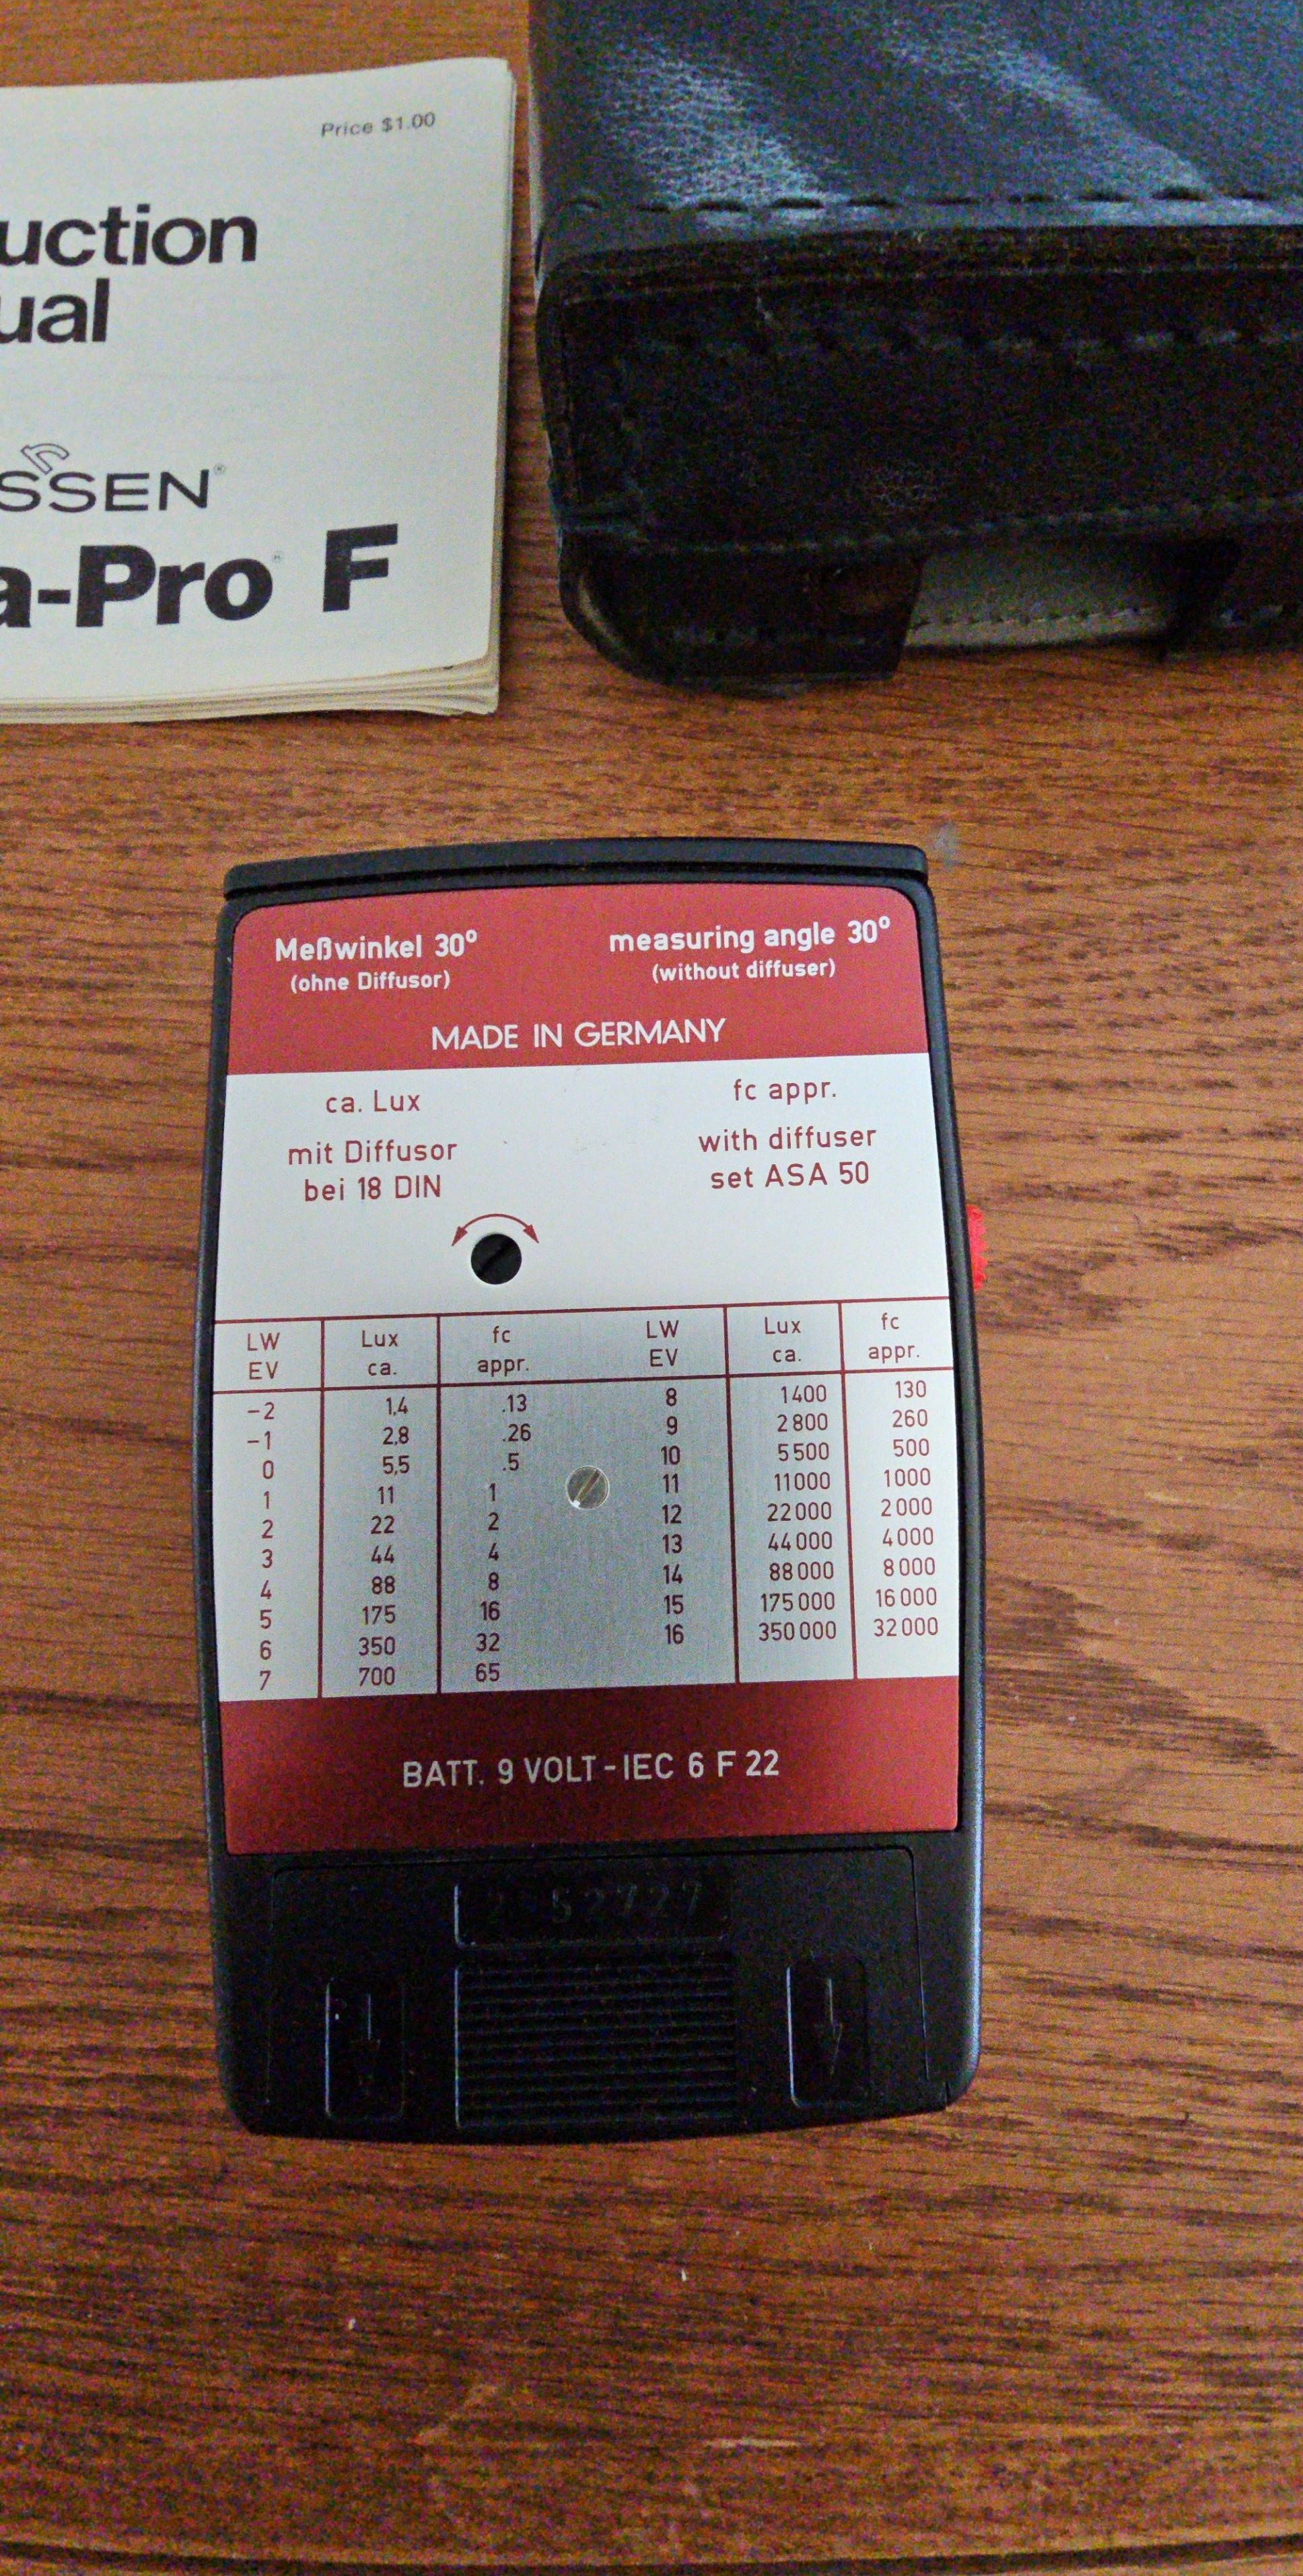 Price $1.00
uction
ual
SSEN®
a-Pro® F
Meßwinkel 30°
(ohne Diffusor)
measuring angle 30°
(without diffuser)
MADE IN GERMANY
ca. Lux
mit Diffusor
bei 18 DIN
fc appr.
with diffuser
set ASA 50
LW EV Lux ca. fc appr. LW EV Lux ca. fc appr.
-2 1,4 .13 8 1400 130
-1 2,8 .26 9 2800 260
0 5,5 .5 10 5500 500
1 11 1 11 11000 1000
2 22 2 12 22000 2000
3 44 4 13 44000 4000
4 88 8 14 88000 8000
5 175 16 15 175000 16000
6 350 32 16 350000 32000
7 700 65
BATT. 9 VOLT-IEC 6 F 22